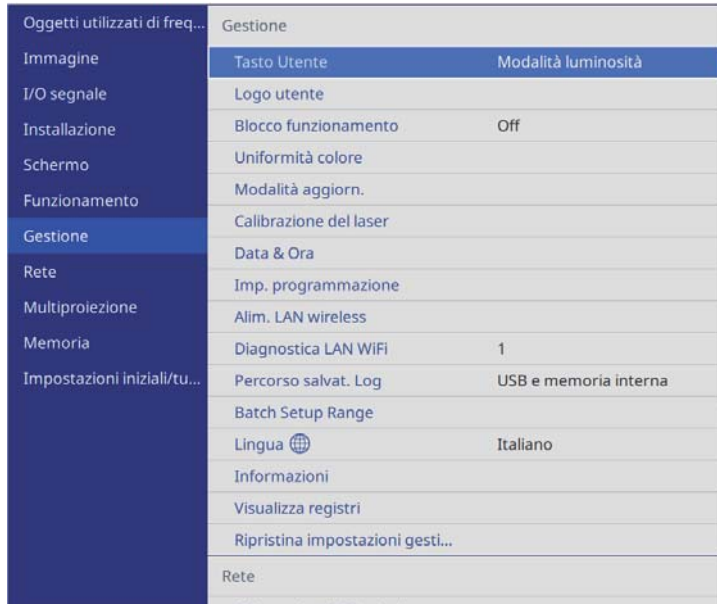 Oggetti utilizzati di freq...
Immagine
I/O segnale
Installazione
Schermo
Funzionamento
Gestione
Rete
Multiproiezione
Memoria
Impostazioni iniziali/tu...
Gestione
Tasto Utente Modalità luminosità
Logo utente
Blocco funzionamento Off
Uniformità colore
Modalità aggiorn.
Calibrazione del laser
Data & Ora
Imp. programmazione
Alim. LAN wireless
Diagnostica LAN WiFi 1
Percorso salvat. Log USB e memoria interna
Batch Setup Range
Lingua Italiano
Informazioni
Visualizza registri
Ripristina impostazioni gesti...
Rete